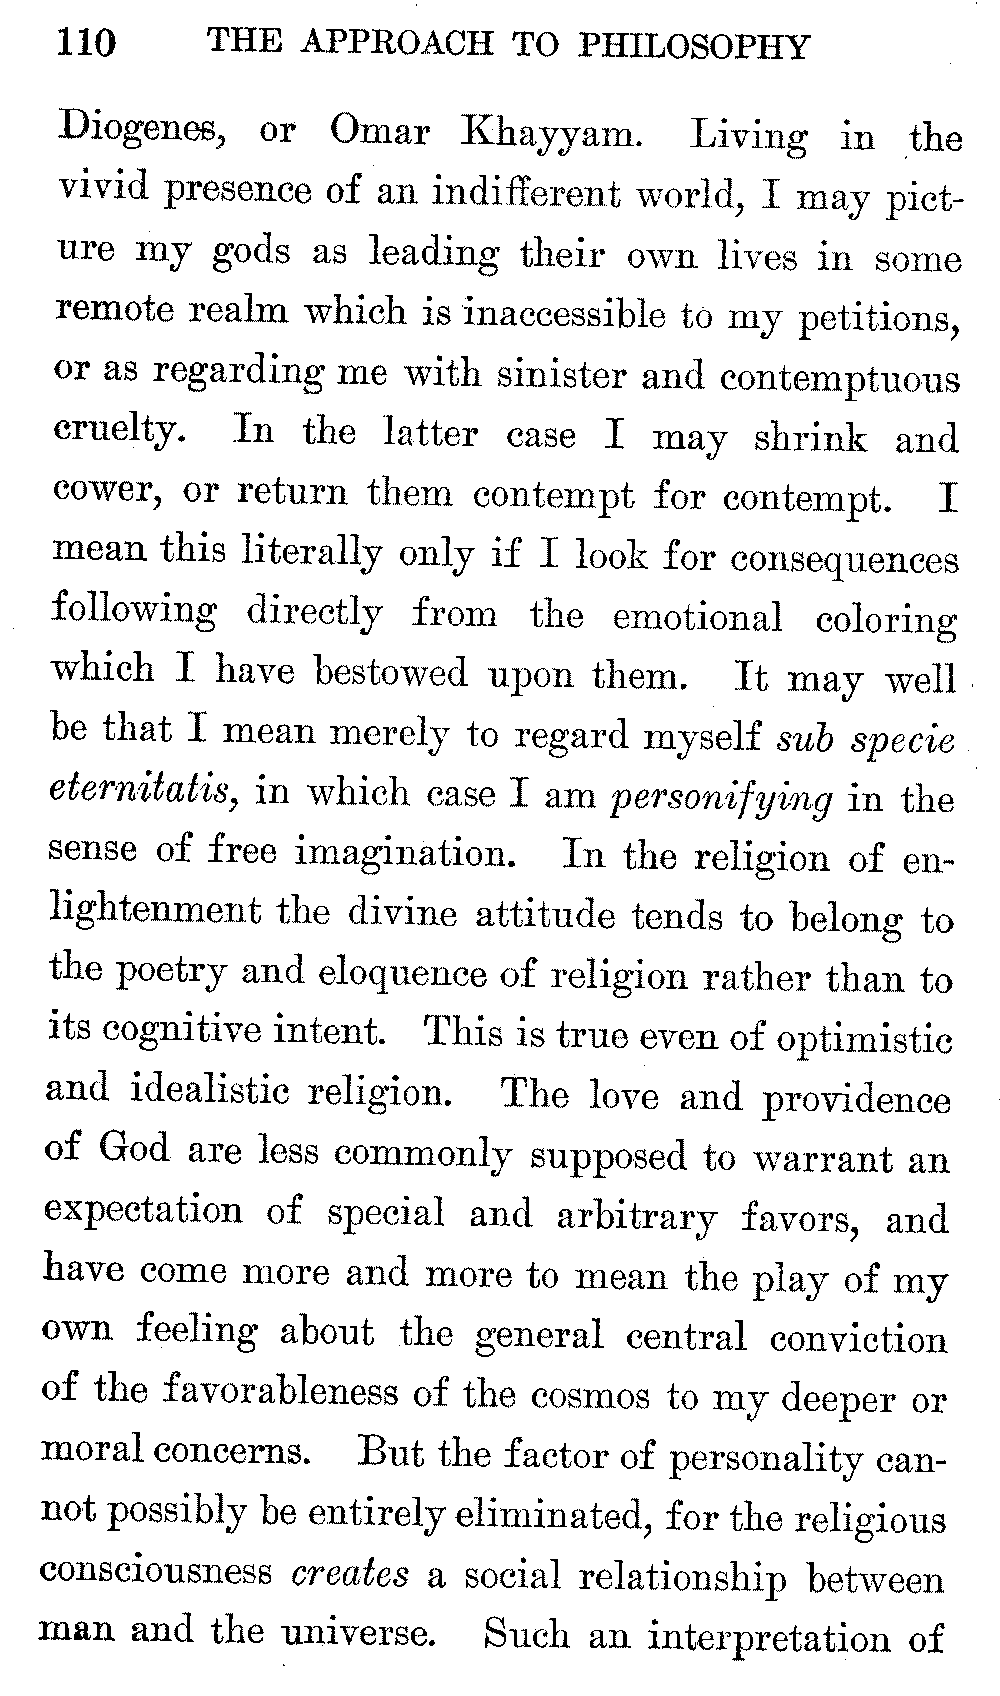 110 THE APPROACH TO PHILOSOPHY
Diogenes, or Omar Khayyam. Living in the
vivid presence of an indifferent world, I may pict-
ure my gods as leading their own lives in some
remote realm which is inaccessible to my petitions,
or as regarding me with sinister and contemptuous
cruelty. In the latter case I may shrink and
cower, or return them contempt for contempt. I
mean this literally only if I look for consequences
following directly from the emotional coloring
which I have bestowed upon them. It may well
be that I mean merely to regard myself sub specie
eternitatis, in which case I am personifying in the
sense of free imagination. In the religion of en-
lightenment the divine attitude tends to belong to
the poetry and eloquence of religion rather than to
its cognitive intent. This is true even of optimistic
and idealistic religion. The love and providence
of God are less commonly supposed to warrant an
expectation of special and arbitrary favors, and
have come more and more to mean the play of my
own feeling about the general central conviction
of the favorableness of the cosmos to my deeper or
moral concerns. But the factor of personality can-
not possibly be entirely eliminated, for the religious
consciousness creates a social relationship between
man and the universe. Such an interpretation of